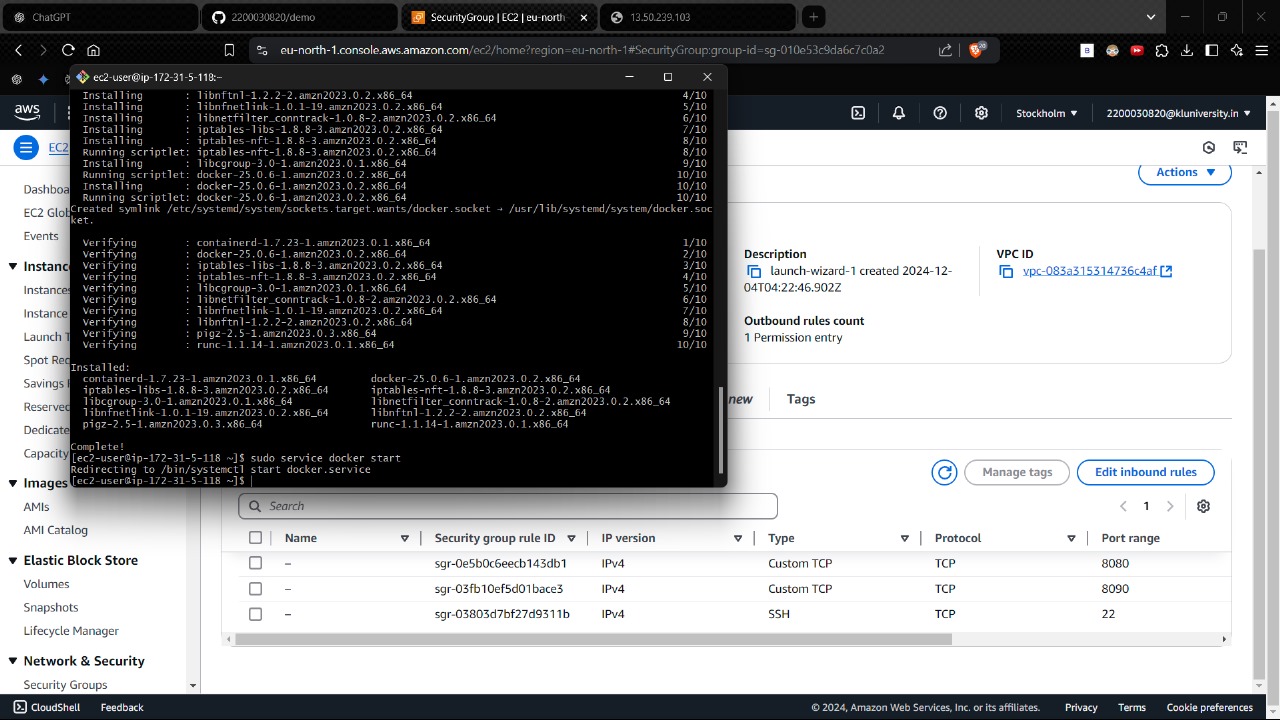 ChatGPT
2200030820/demo
SecurityGroup | EC2 | eu-north
13.50.239.103
eu-north-1.console.aws.amazon.com/ec2/home?region=eu-north-1#SecurityGroup:group-id=sg-010e53c9da6c7c0a2
ec2-user@ip-172-31-5-118:~
Installing : libnftnl-1.2.2-2.amzn2023.0.2.x86_64 4/10
Installing : libnfnetlink-1.0.1-19.amzn2023.0.2.x86_64 5/10
Installing : libnetfilter_conntrack-1.0.8-2.amzn2023.0.2.x86_64 6/10
Installing : iptables-libs-1.8.8-3.amzn2023.0.2.x86_64 7/10
Installing : iptables-nft-1.8.8-3.amzn2023.0.2.x86_64 8/10
Running scriptlet: iptables-nft-1.8.8-3.amzn2023.0.2.x86_64 8/10
Installing : libcgroup-3.0-1.amzn2023.0.1.x86_64 9/10
Running scriptlet: docker-25.0.6-1.amzn2023.0.2.x86_64 10/10
Installing : docker-25.0.6-1.amzn2023.0.2.x86_64 10/10
Running scriptlet: docker-25.0.6-1.amzn2023.0.2.x86_64 10/10
Created symlink /etc/systemd/system/sockets.target.wants/docker.socket → /usr/lib/systemd/system/docker.soc
ket.
Verifying : containerd-1.7.23-1.amzn2023.0.1.x86_64 1/10
Verifying : docker-25.0.6-1.amzn2023.0.2.x86_64 2/10
Verifying : iptables-libs-1.8.8-3.amzn2023.0.2.x86_64 3/10
Verifying : iptables-nft-1.8.8-3.amzn2023.0.2.x86_64 4/10
Verifying : libcgroup-3.0-1.amzn2023.0.1.x86_64 5/10
Verifying : libnetfilter_conntrack-1.0.8-2.amzn2023.0.2.x86_64 6/10
Verifying : libnfnetlink-1.0.1-19.amzn2023.0.2.x86_64 7/10
Verifying : libnftnl-1.2.2-2.amzn2023.0.2.x86_64 8/10
Verifying : pigz-2.5-1.amzn2023.0.3.x86_64 9/10
Verifying : runc-1.1.14-1.amzn2023.0.1.x86_64 10/10
Installed:
containerd-1.7.23-1.amzn2023.0.1.x86_64 docker-25.0.6-1.amzn2023.0.2.x86_64
iptables-libs-1.8.8-3.amzn2023.0.2.x86_64 iptables-nft-1.8.8-3.amzn2023.0.2.x86_64
libcgroup-3.0-1.amzn2023.0.1.x86_64 libnetfilter_conntrack-1.0.8-2.amzn2023.0.2.x86_64
libnfnetlink-1.0.1-19.amzn2023.0.2.x86_64 libnftnl-1.2.2-2.amzn2023.0.2.x86_64
pigz-2.5-1.amzn2023.0.3.x86_64 runc-1.1.14-1.amzn2023.0.1.x86_64
Complete!
[ec2-user@ip-172-31-5-118 ~]$ sudo service docker start
Redirecting to /bin/systemctl start docker.service
[ec2-user@ip-172-31-5-118 ~]$
aws
Stockholm
2200030820@kluniversity.in
EC2
Dashboa
EC2 Glob
Events
Instanc
Instances
Instance
Launch T
Spot Req
Savings
Reserved
Dedicate
Capacity
Images
AMIs
AMI Catalog
Elastic Block Store
Volumes
Snapshots
Lifecycle Manager
Network & Security
Security Groups
Actions
Description
launch-wizard-1 created 2024-12-
04T04:22:46.902Z
VPC ID
vpc-083a315314736c4af
Outbound rules count
1 Permission entry
new
Tags
Manage tags
Edit inbound rules
Search
1
Name Security group rule ID IP version Type Protocol Port range
– sgr-0e5b0c6eecb143db1 IPv4 Custom TCP TCP 8080
– sgr-03fb10ef5d01bace3 IPv4 Custom TCP TCP 8090
– sgr-03803d7bf27d9311b IPv4 SSH TCP 22
CloudShell
Feedback
© 2024, Amazon Web Services, Inc. or its affiliates.
Privacy
Terms
Cookie preferences